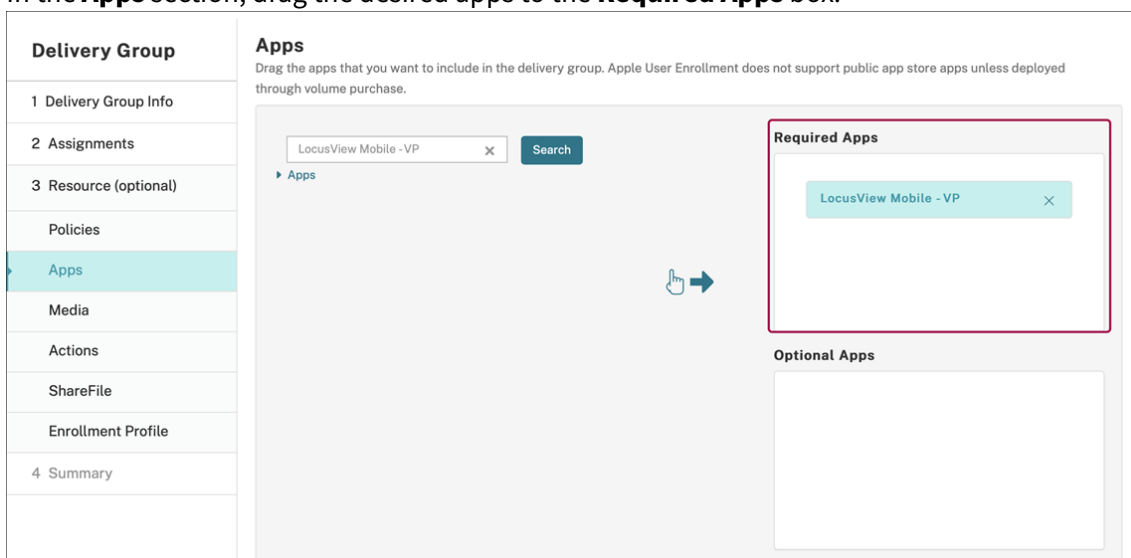 In the Apps section, drag the desired apps to the Required Apps box.
Delivery Group
1 Delivery Group Info
2 Assignments
3 Resource (optional)
Policies
Apps
Media
Actions
ShareFile
Enrollment Profile
4 Summary
Apps
Drag the apps that you want to include in the delivery group. Apple User Enrollment does not support public app store apps unless deployed
through volume purchase.
LocusView Mobile - VP
Search
Apps
Required Apps
LocusView Mobile - VP
Optional Apps